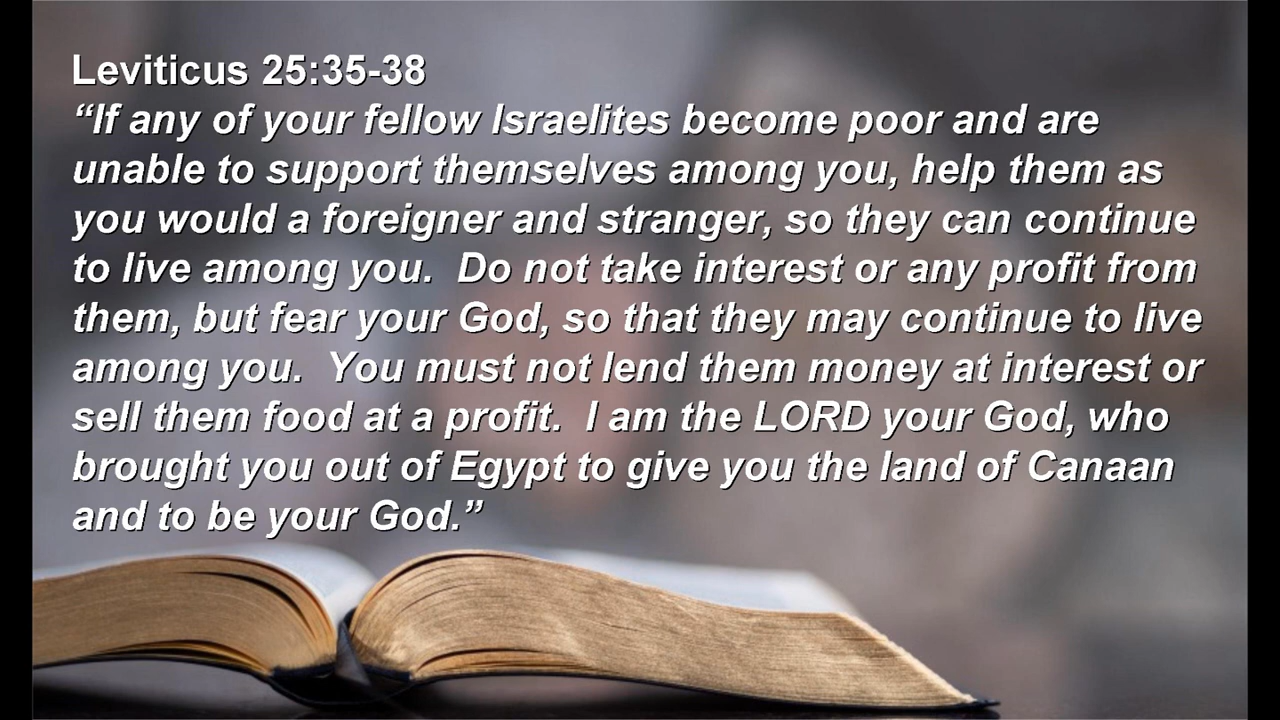 Leviticus 25:35-38
“If any of your fellow Israelites become poor and are
unable to support themselves among you, help them as
you would a foreigner and stranger, so they can continue
to live among you.  Do not take interest or any profit from
them, but fear your God, so that they may continue to live
among you.  You must not lend them money at interest or
sell them food at a profit.  I am the LORD your God, who
brought you out of Egypt to give you the land of Canaan
and to be your God.”